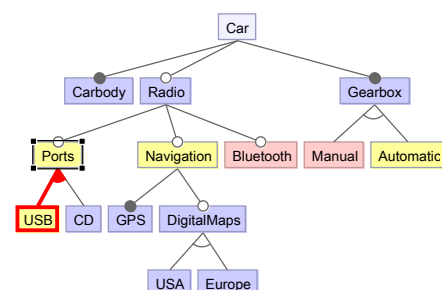 Car
Carbody Radio Gearbox
Ports Navigation Bluetooth Manual Automatic
USB CD GPS DigitalMaps
USA Europe